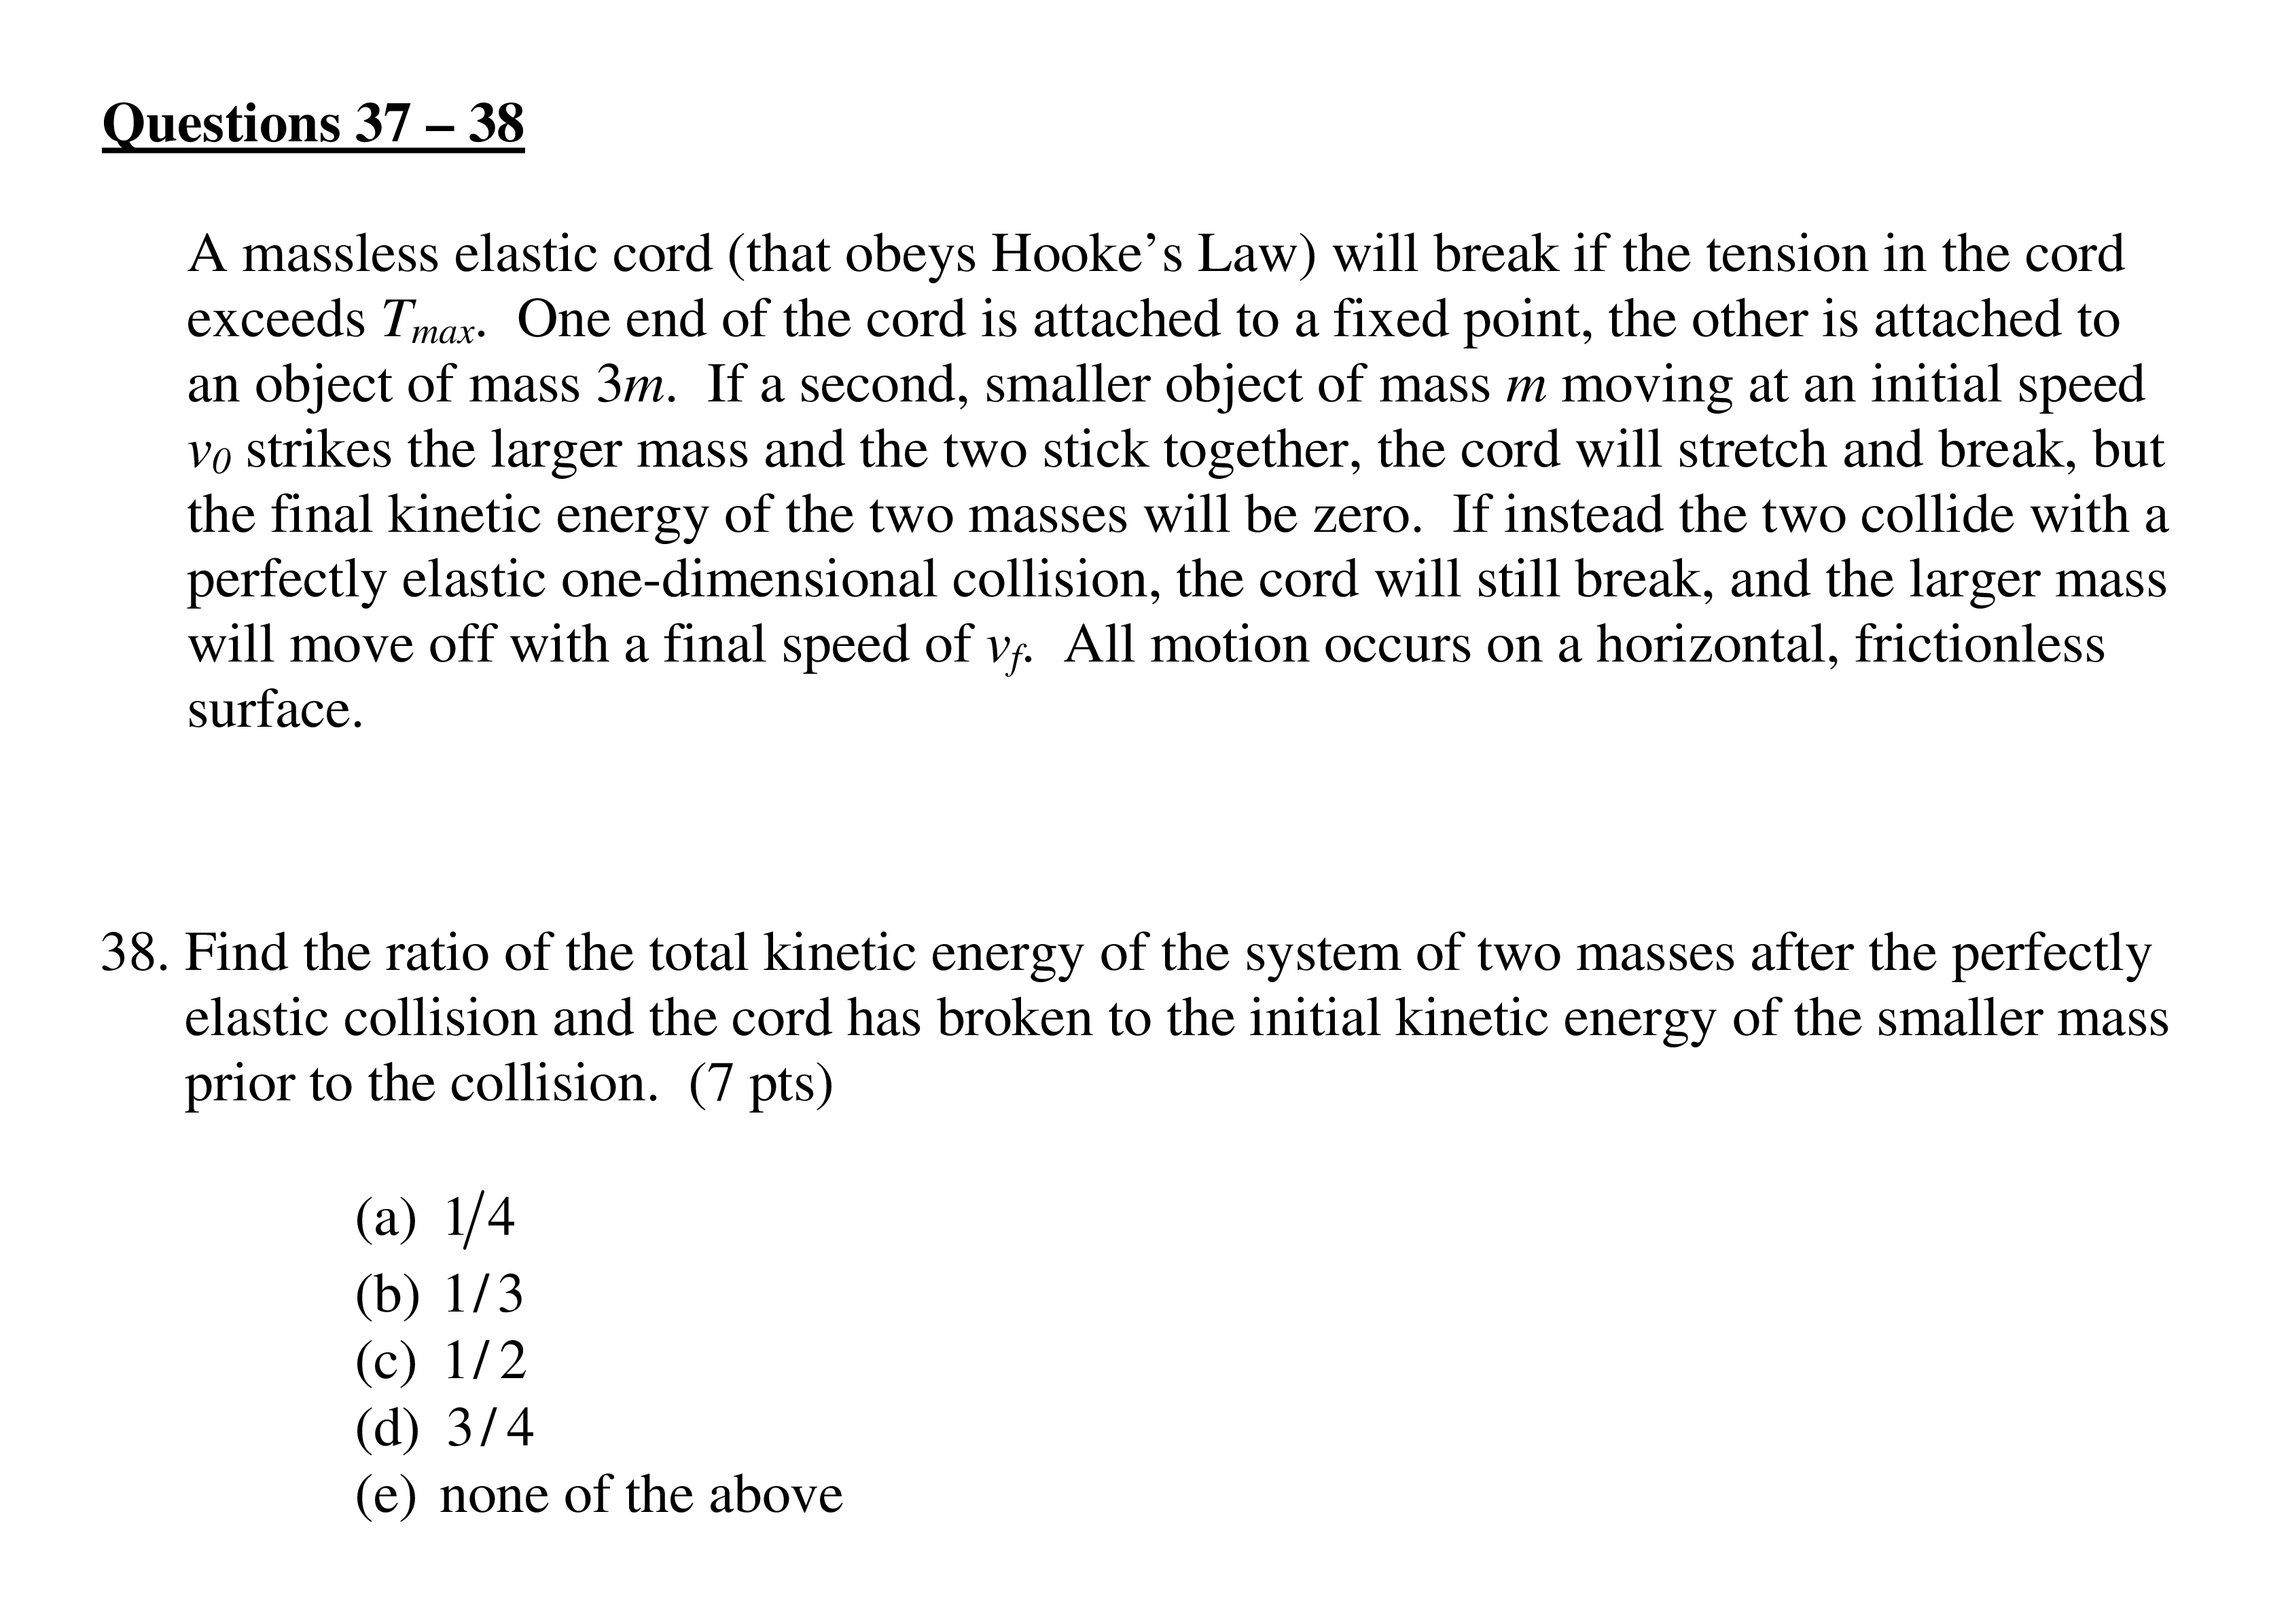 Questions 37 – 38
A massless elastic cord (that obeys Hooke’s Law) will break if the tension in the cord
exceeds Tmax. One end of the cord is attached to a fixed point, the other is attached to
an object of mass 3m. If a second, smaller object of mass m moving at an initial speed
v0 strikes the larger mass and the two stick together, the cord will stretch and break, but
the final kinetic energy of the two masses will be zero. If instead the two collide with a
perfectly elastic one-dimensional collision, the cord will still break, and the larger mass
will move off with a final speed of vf. All motion occurs on a horizontal, frictionless
surface.
38. Find the ratio of the total kinetic energy of the system of two masses after the perfectly
elastic collision and the cord has broken to the initial kinetic energy of the smaller mass
prior to the collision. (7 pts)
(a) 1/4
(b) 1/3
(c) 1/2
(d) 3/4
(e) none of the above